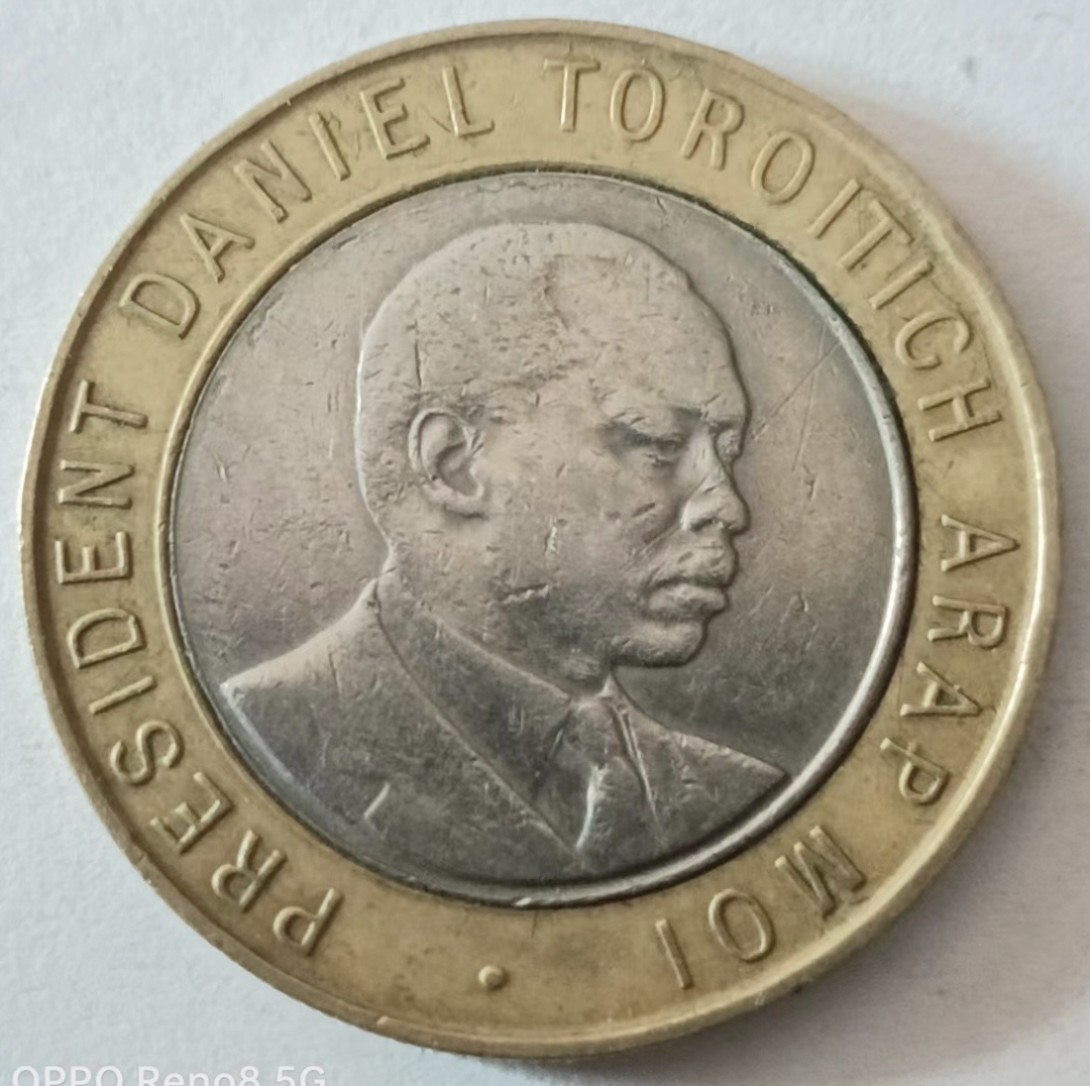 PRESIDENT DANIEL TOROITICH ARAP MOI
OPPO Reno8 5G